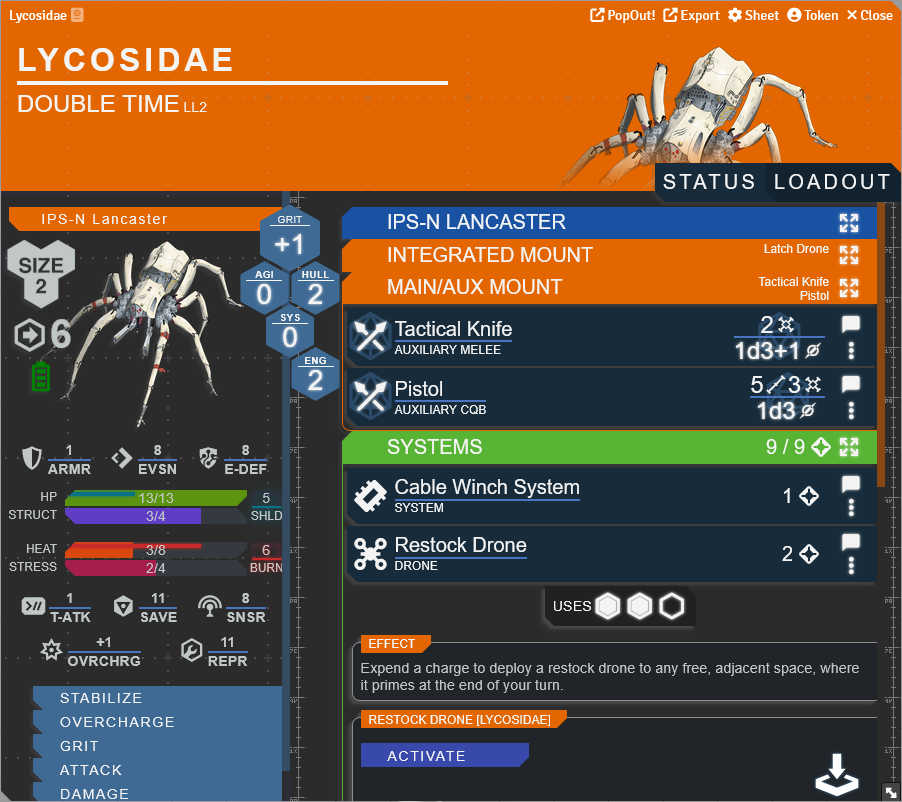 Lycosidae
PopOut! Export Sheet Token Close
LYCOSIDAE
DOUBLE TIME LL2
STATUS LOADOUT
IPS-N Lancaster
SIZE
2
6
GRIT
+1
AGI
0
HULL
2
SYS
0
ENG
2
1
ARMR
8
EVSN
8
E-DEF
HP 13/13
STRUCT 3/4
5
SHLD
HEAT 3/8
STRESS 2/4
6
BURN
1
T-ATK
11
SAVE
8
SNSR
+1
OVRCHRG
11
REPR
STABILIZE
OVERCHARGE
GRIT
ATTACK
DAMAGE
IPS-N LANCASTER
INTEGRATED MOUNT Latch Drone
MAIN/AUX MOUNT Tactical Knife
Pistol
Tactical Knife 2
AUXILIARY MELEE 1d3+1
Pistol 5 3
AUXILIARY CQB 1d3
SYSTEMS 9 / 9
Cable Winch System 1
SYSTEM
Restock Drone 2
DRONE
USES
EFFECT
Expend a charge to deploy a restock drone to any free, adjacent space, where
it primes at the end of your turn.
RESTOCK DRONE [LYCOSIDAE]
ACTIVATE